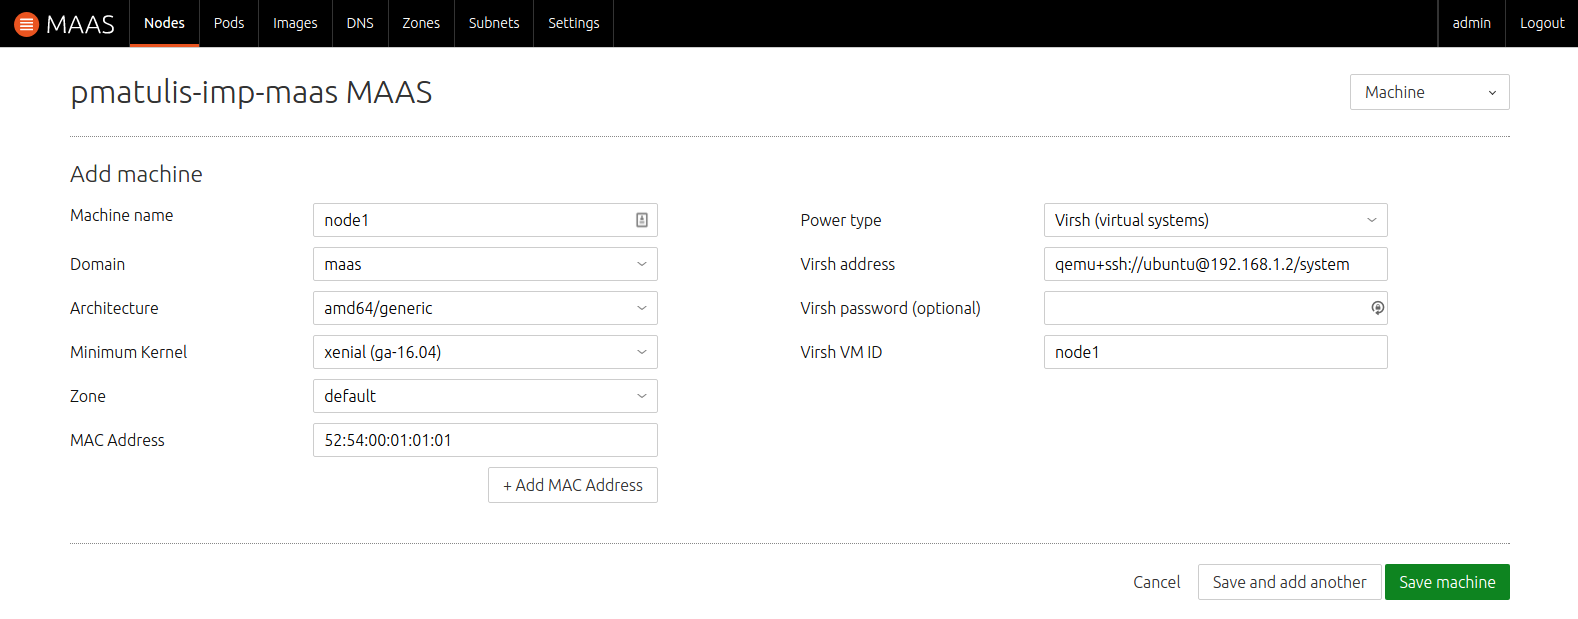 MAAS Nodes Pods Images DNS Zones Subnets Settings admin Logout
pmatulis-imp-maas MAAS Machine
Add machine
Machine name node1
Domain maas
Architecture amd64/generic
Minimum Kernel xenial (ga-16.04)
Zone default
MAC Address 52:54:00:01:01:01
+ Add MAC Address
Power type Virsh (virtual systems)
Virsh address qemu+ssh://ubuntu@192.168.1.2/system
Virsh password (optional)
Virsh VM ID node1
Cancel Save and add another Save machine